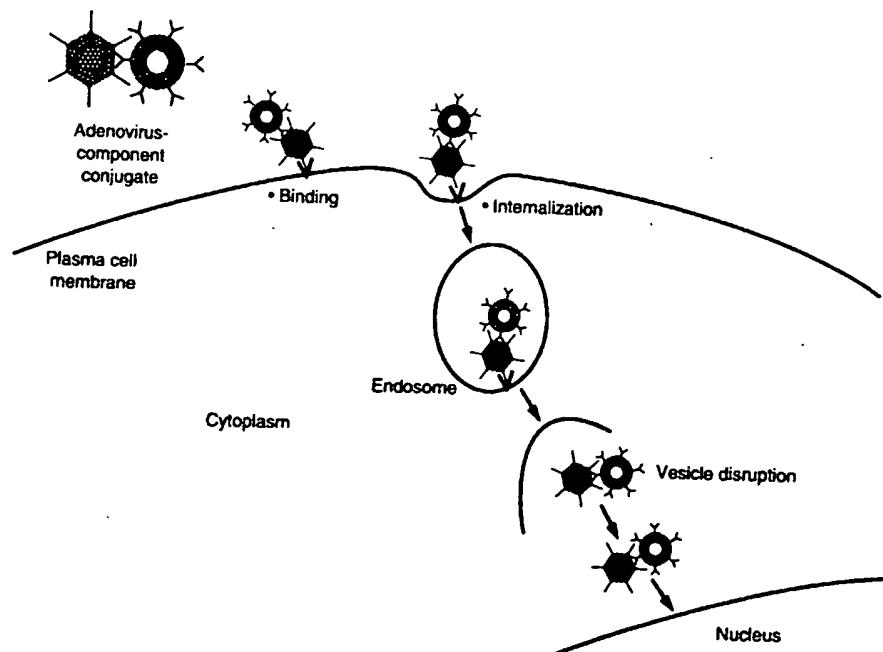 Adenovirus-
component
conjugate
• Binding
• Internalization
Plasma cell
membrane
Endosome
Cytoplasm
Vesicle disruption
Nucleus